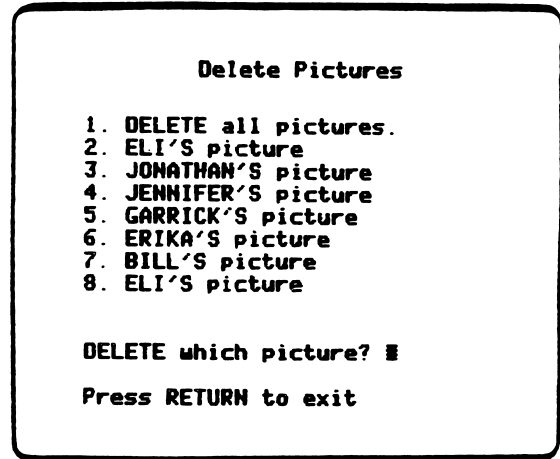 Delete Pictures
1. DELETE all pictures.
2. ELI'S picture
3. JONATHAN'S picture
4. JENNIFER'S picture
5. GARRICK'S picture
6. ERIKA'S picture
7. BILL'S picture
8. ELI'S picture
DELETE which picture?
Press RETURN to exit